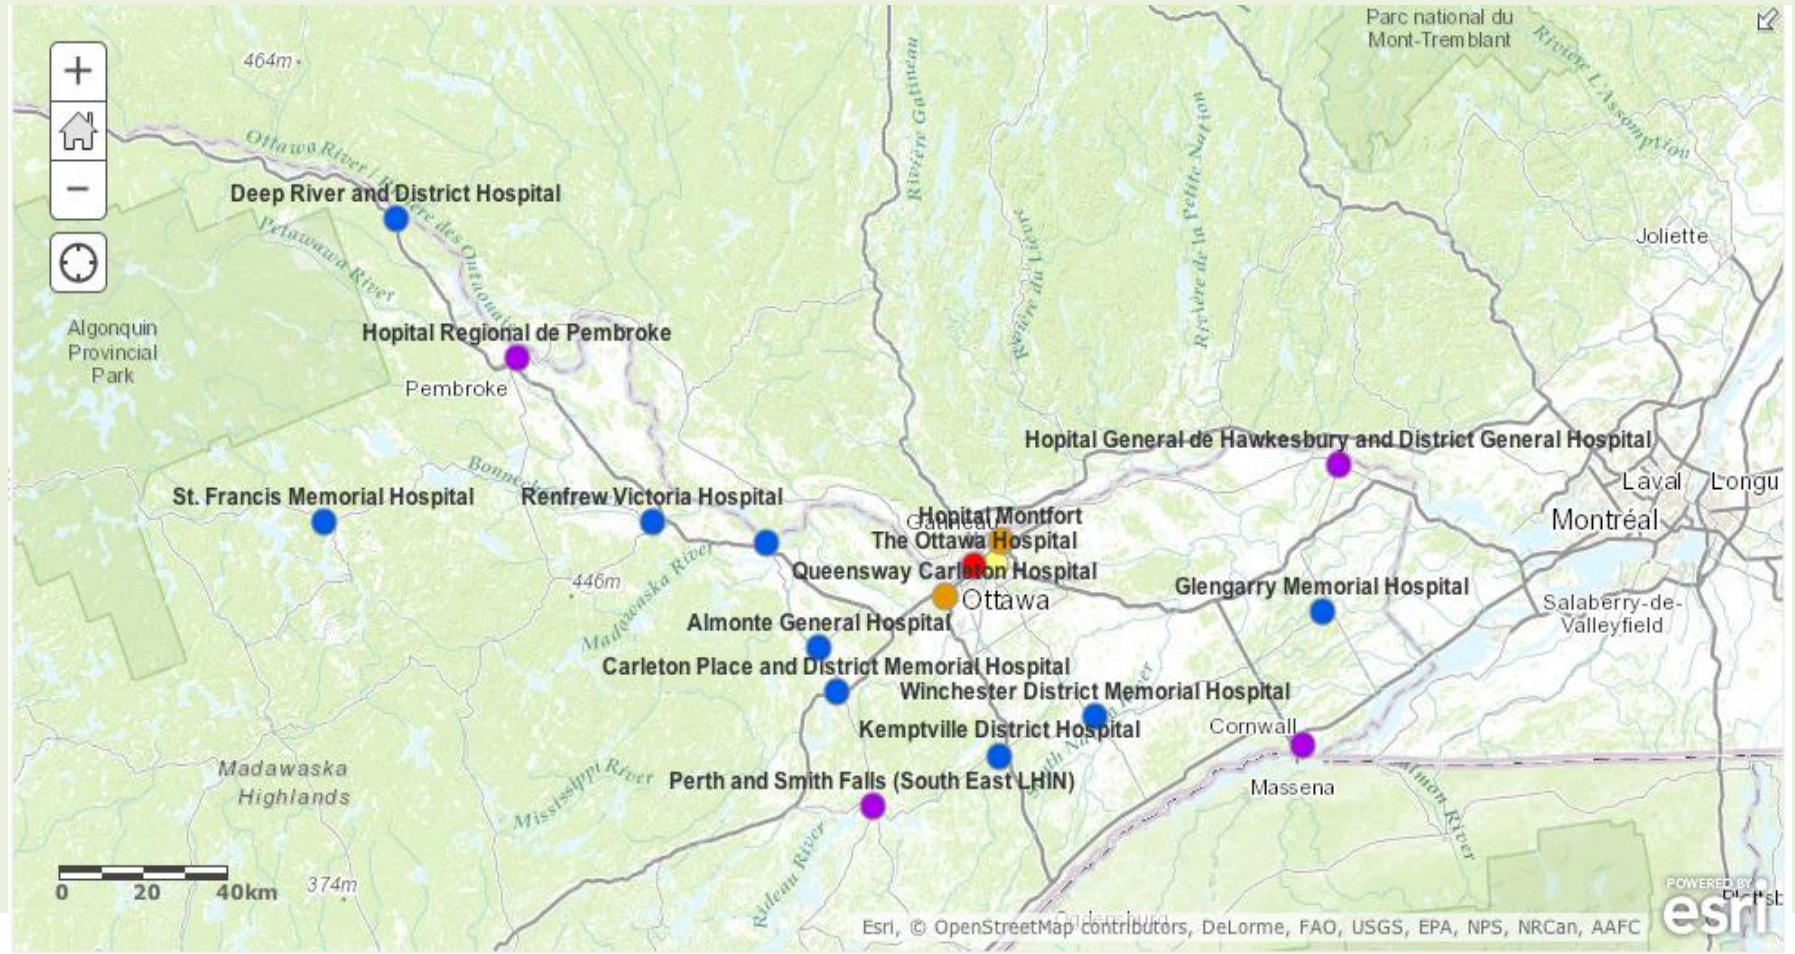 Parc national du
Mont-Tremblant
464m
Rivière Gatineau
Rivière L'Assomption
Rivière de la Petite Nation
Ottawa River / Rivière des Outaouais
Deep River and District Hospital
Petawawa River
Rivière du Lièvre
Joliette
Algonquin
Provincial
Park
Hopital Regional de Pembroke
Pembroke
Hopital General de Hawkesbury and District General Hospital
Laval
Longu
St. Francis Memorial Hospital
Renfrew Victoria Hospital
Hopital Montfort
Montréal
The Ottawa Hospital
Queensway Carleton Hospital
446m
Madawaska River
Ottawa
Glengarry Memorial Hospital
Salaberry-de-
Valleyfield
Almonte General Hospital
Carleton Place and District Memorial Hospital
Winchester District Memorial Hospital
Kemptville District Hospital
Cornwall
Madawaska
Highlands
Mississippi River
Perth and Smith Falls (South East LHIN)
Massena
Salmon River
Rideau River
0 20 40km
374m
POWERED BY
esri
Ogdensburg
Esri, © OpenStreetMap contributors, DeLorme, FAO, USGS, EPA, NPS, NRCan, AAFC